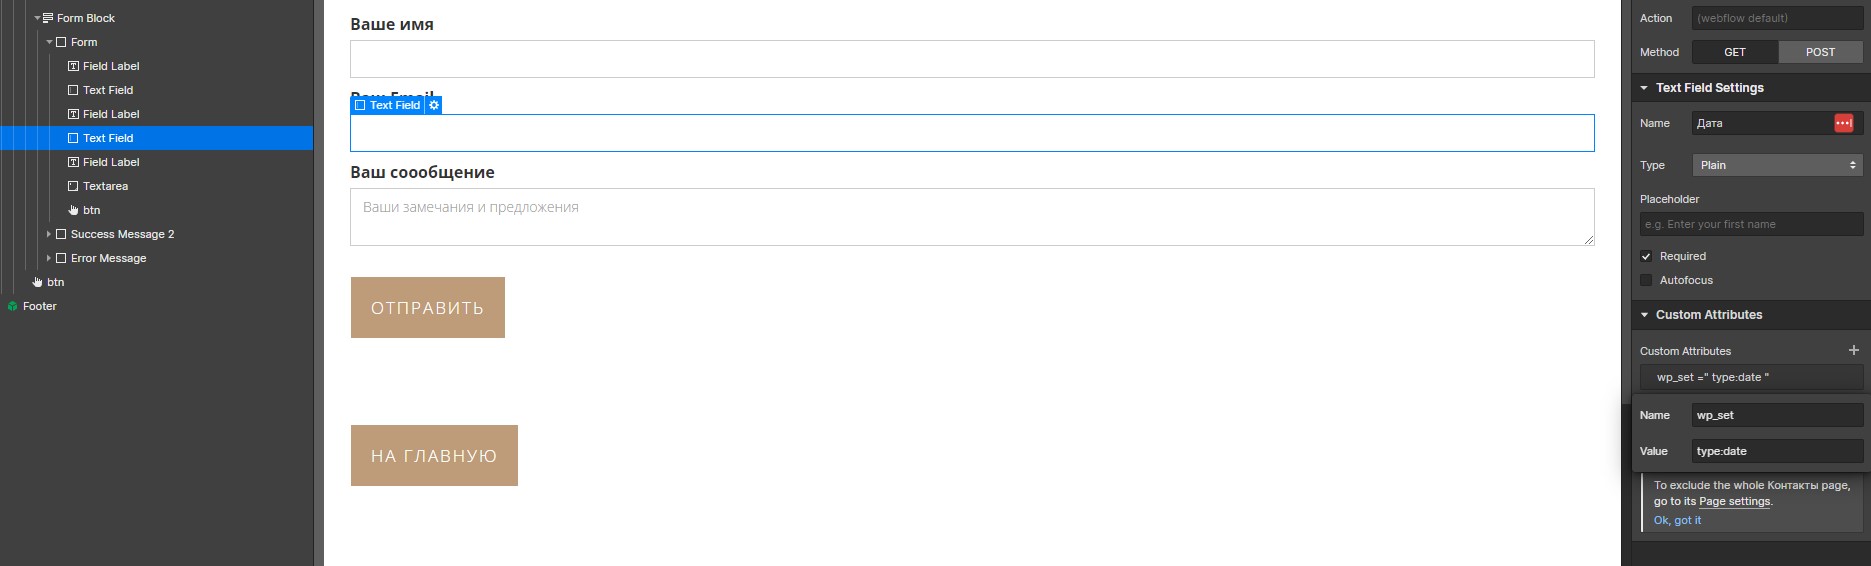 Form Block
Form
Field Label
Text Field
Field Label
Text Field
Field Label
Textarea
btn
Success Message 2
Error Message
btn
Footer
Ваше имя
Text Field
Ваш соообщение
Ваши замечания и предложения
ОТПРАВИТЬ
НА ГЛАВНУЮ
Action (webflow default)
Method GET POST
Text Field Settings
Name Дата
Type Plain
Placeholder
e.g. Enter your first name
Required
Autofocus
Custom Attributes
Custom Attributes
wp_set =" type:date "
Name wp_set
Value type:date
To exclude the whole Контакты page,
go to its Page settings.
Ok, got it